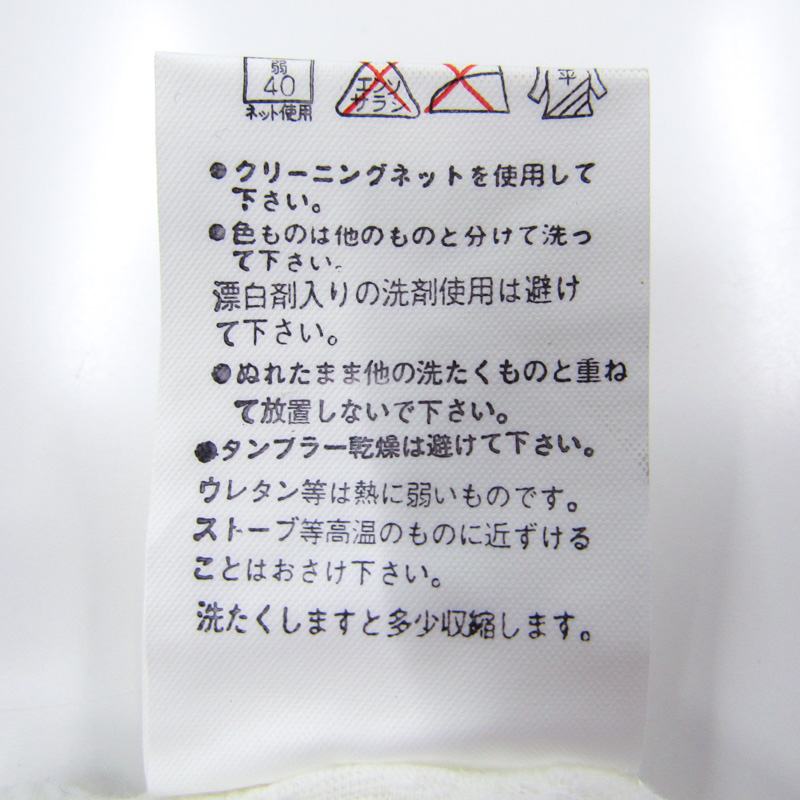 弱
40
ネット使用
エンソ
サラシ
平
●クリーニングネットを使用して
下さい。
●色ものは他のものと分けて洗っ
て下さい。
漂白剤入りの洗剤使用は避け
て下さい。
●ぬれたまま他の洗たくものと重ね
て放置しないで下さい。
●タンブラー乾燥は避けて下さい。
ウレタン等は熱に弱いものです。
ストーブ等高温のものに近ずける
ことはおさけ下さい。
洗たくしますと多少収縮します。